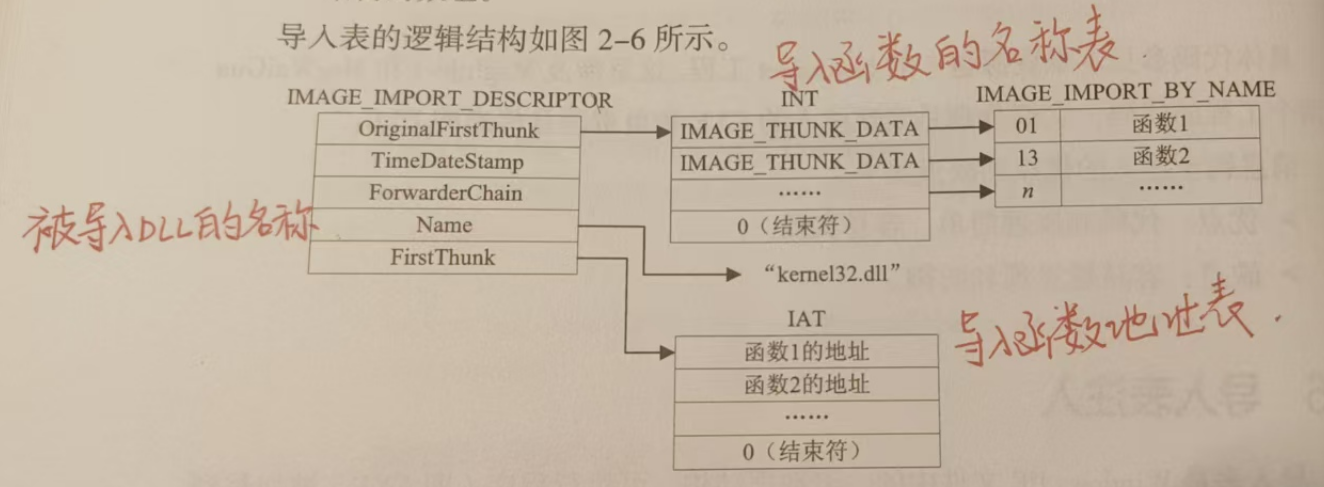 导入表的逻辑结构如图 2-6 所示。
导入函数的名称表
IMAGE_IMPORT_DESCRIPTOR
INT
IMAGE_IMPORT_BY_NAME
OriginalFirstThunk
IMAGE_THUNK_DATA
01 函数1
TimeDateStamp
IMAGE_THUNK_DATA
13 函数2
ForwarderChain
……
n ……
被导入DLL的名称
Name
0（结束符）
FirstThunk
“kernel32.dll”
IAT
导入函数地址表.
函数1的地址
函数2的地址
……
0（结束符）